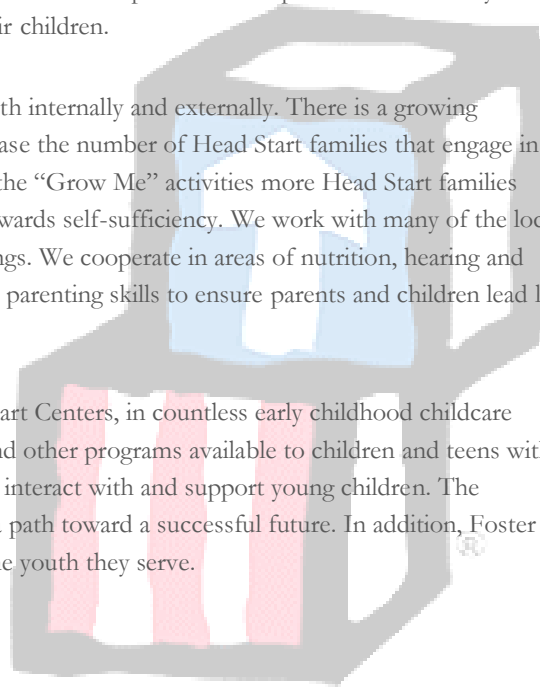 ir children.
th internally and externally. There is a growing
ase the number of Head Start families that engage in
the “Grow Me” activities more Head Start families
wards self-sufficiency. We work with many of the loc
ngs. We cooperate in areas of nutrition, hearing and
parenting skills to ensure parents and children lead l
art Centers, in countless early childhood childcare
nd other programs available to children and teens wit
interact with and support young children. The
a path toward a successful future. In addition, Foster
he youth they serve.
®